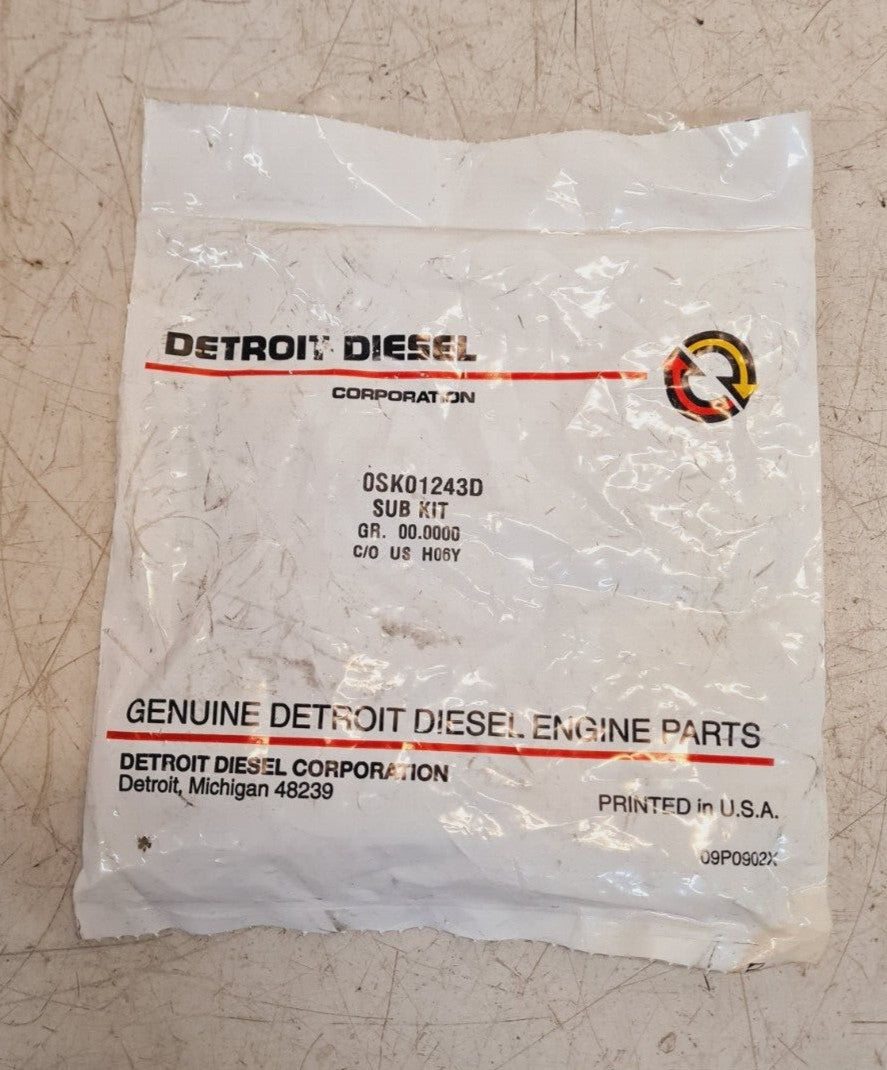 DETROIT DIESEL
CORPORATION
0SK01243D
SUB KIT
GR. 00.0000
C/O US H06Y
GENUINE DETROIT DIESEL ENGINE PARTS
DETROIT DIESEL CORPORATION
Detroit, Michigan 48239
PRINTED in U.S.A.
09P0902X